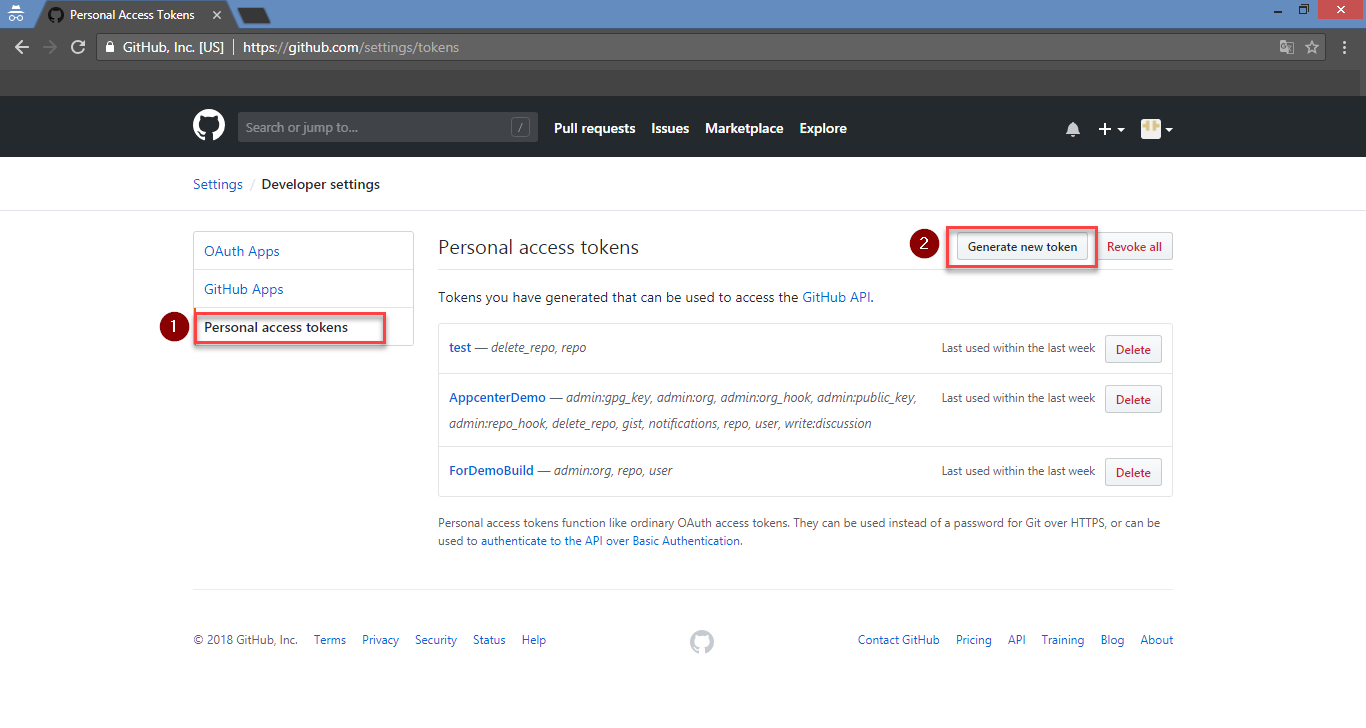 Personal Access Tokens
GitHub, Inc. [US] https://github.com/settings/tokens
Search or jump to... /
Pull requests Issues Marketplace Explore
Settings / Developer settings
OAuth Apps
GitHub Apps
1 Personal access tokens
Personal access tokens
2 Generate new token Revoke all
Tokens you have generated that can be used to access the GitHub API.
test — delete_repo, repo Last used within the last week Delete
AppcenterDemo — admin:gpg_key, admin:org, admin:org_hook, admin:public_key, Last used within the last week Delete
admin:repo_hook, delete_repo, gist, notifications, repo, user, write:discussion
ForDemoBuild — admin:org, repo, user Last used within the last week Delete
Personal access tokens function like ordinary OAuth access tokens. They can be used instead of a password for Git over HTTPS, or can be
used to authenticate to the API over Basic Authentication.
© 2018 GitHub, Inc. Terms Privacy Security Status Help Contact GitHub Pricing API Training Blog About